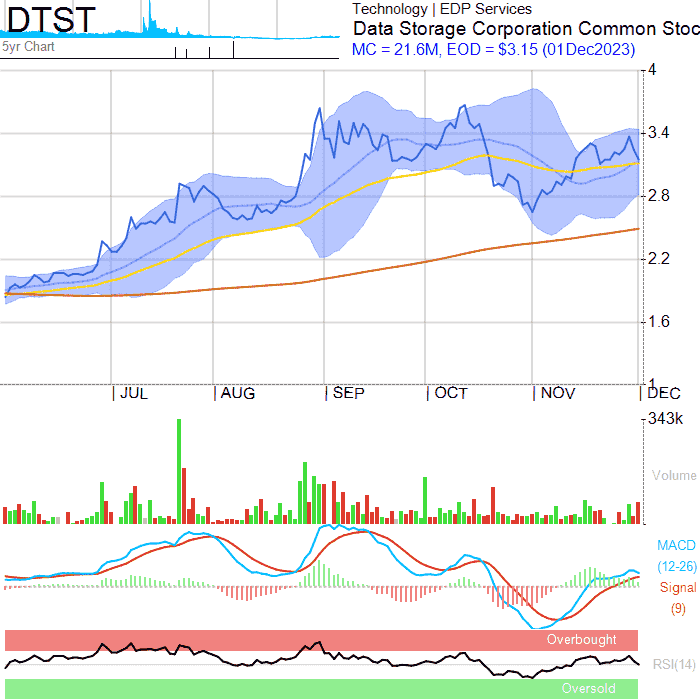 DTST
5yr Chart
Technology | EDP Services
Data Storage Corporation Common Stoc
MC = 21.6M, EOD = $3.15 (01Dec2023)
4
3.4
2.8
2.2
1.6
1
JUL AUG SEP OCT NOV DEC
343k
Volume
MACD
(12-26)
Signal
(9)
Overbought
RSI(14)
Oversold